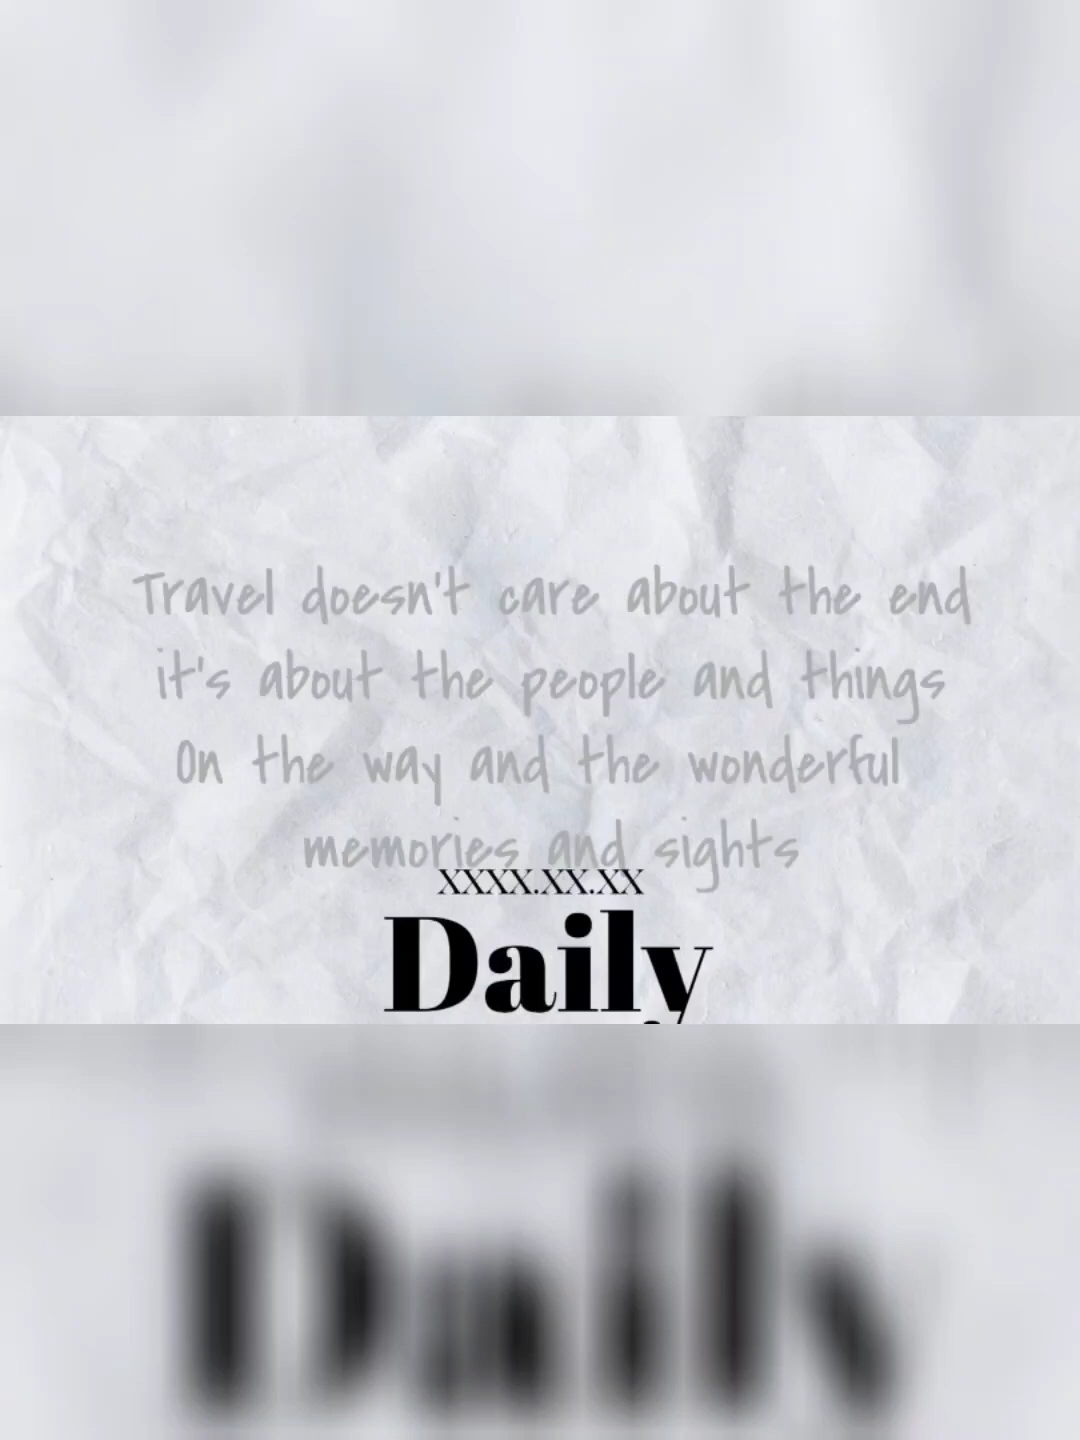 Travel doesn't care about the end
it's about the people and things
On the way and the wonderful
memories and sights
XXXX.XX.XX
Daily